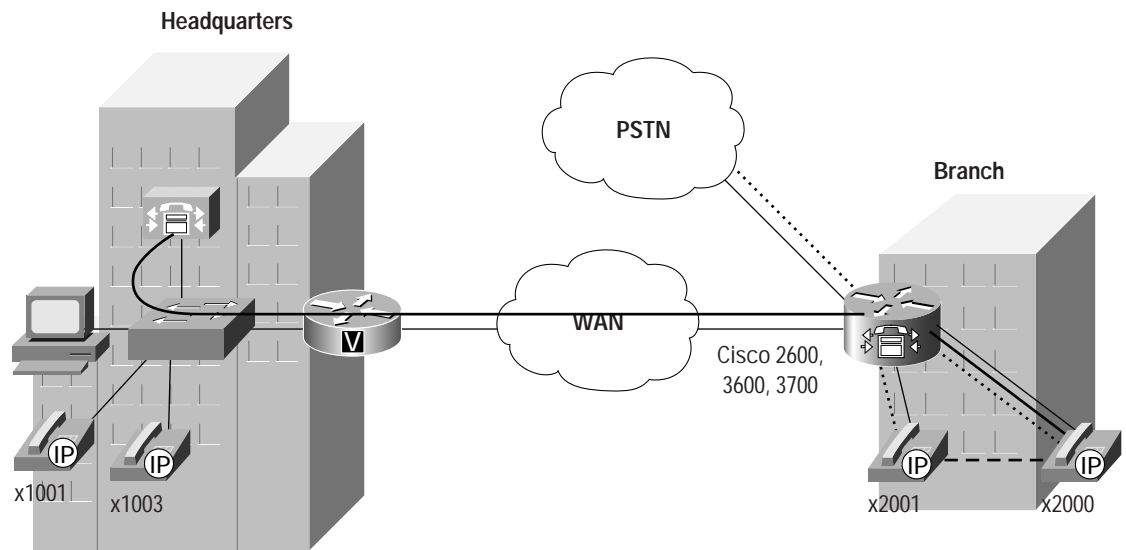 Headquarters
PSTN
Branch
WAN
V
Cisco 2600,
3600, 3700
IP
IP
IP
IP
x1001
x1003
x2001
x2000